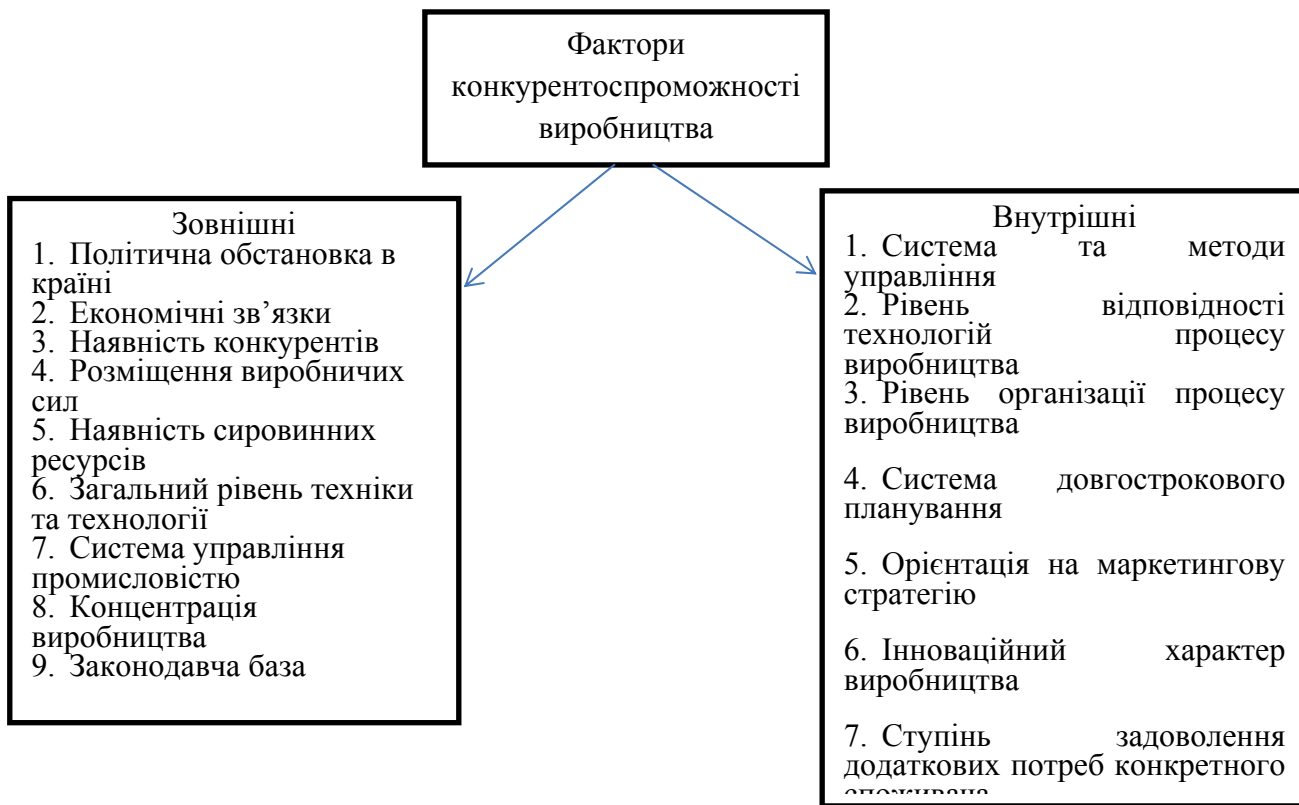 Фактори
конкурентоспроможності
виробництва
Зовнішні
1. Політична обстановка в
країні
2. Економічні зв’язки
3. Наявність конкурентів
4. Розміщення виробничих
сил
5. Наявність сировинних
ресурсів
6. Загальний рівень техніки
та технології
7. Система управління
промисловістю
8. Концентрація
виробництва
9. Законодавча база
Внутрішні
1. Система та методи
управління
2. Рівень відповідності
технологій процесу
виробництва
3. Рівень організації процесу
виробництва
4. Система довгострокового
планування
5. Орієнтація на маркетингову
стратегію
6. Інноваційний характер
виробництва
7. Ступінь задоволення
додаткових потреб конкретного
споживача